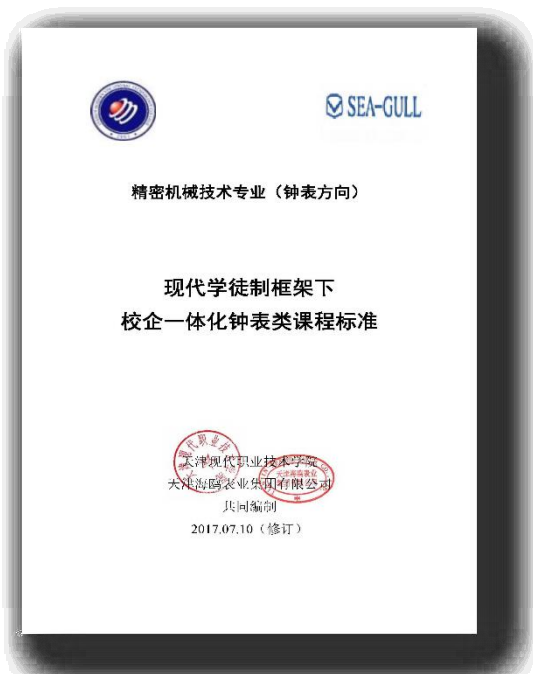 SEA-GULL
精密机械技术专业（钟表方向）
现代学徒制框架下
校企一体化钟表类课程标准
天津现代职业技术学院
天津海鸥表业集团有限公司
共同编制
2017.07.10（修订）